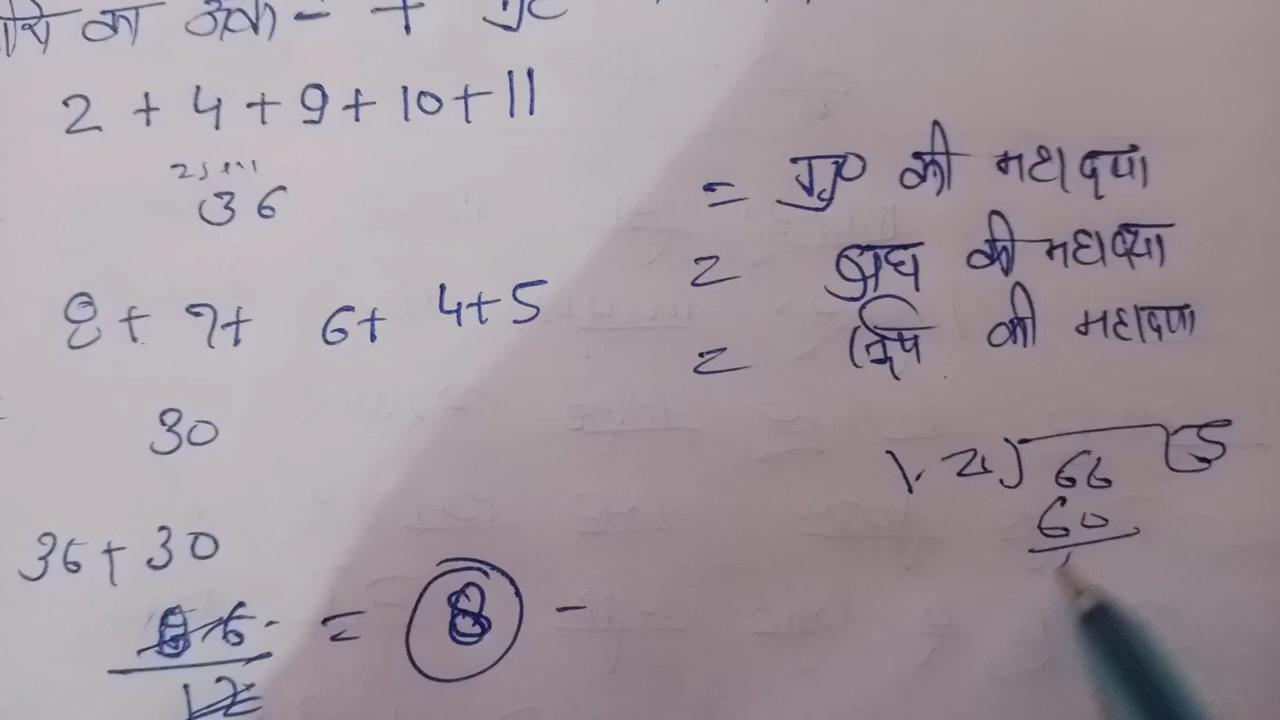 का अंक - +
2 + 4 + 9 + 10 + 11
36
8 + 7 + 6 + 4 + 5
30
36 + 30
= 8 -
12
= गुरु की महादशा
= बुध की महादशा
= की महादशा
12) 66 (5
60